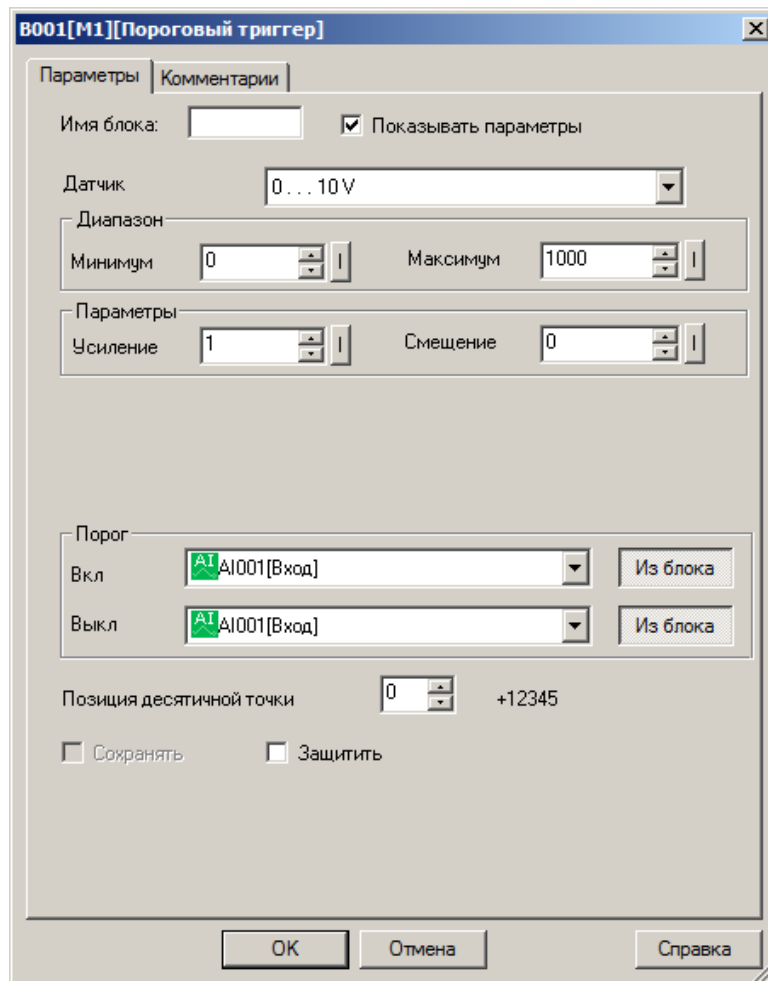 B001[M1][Пороговый триггер]
Параметры Комментарии
Имя блока: Показывать параметры
Датчик 0 . . . 10 V
Диапазон
Минимум 0 Максимум 1000
Параметры
Усиление 1 Смещение 0
Порог
Вкл AI AI001[Вход] Из блока
Выкл AI AI001[Вход] Из блока
Позиция десятичной точки 0 +12345
Сохранять Защитить
OK Отмена Справка